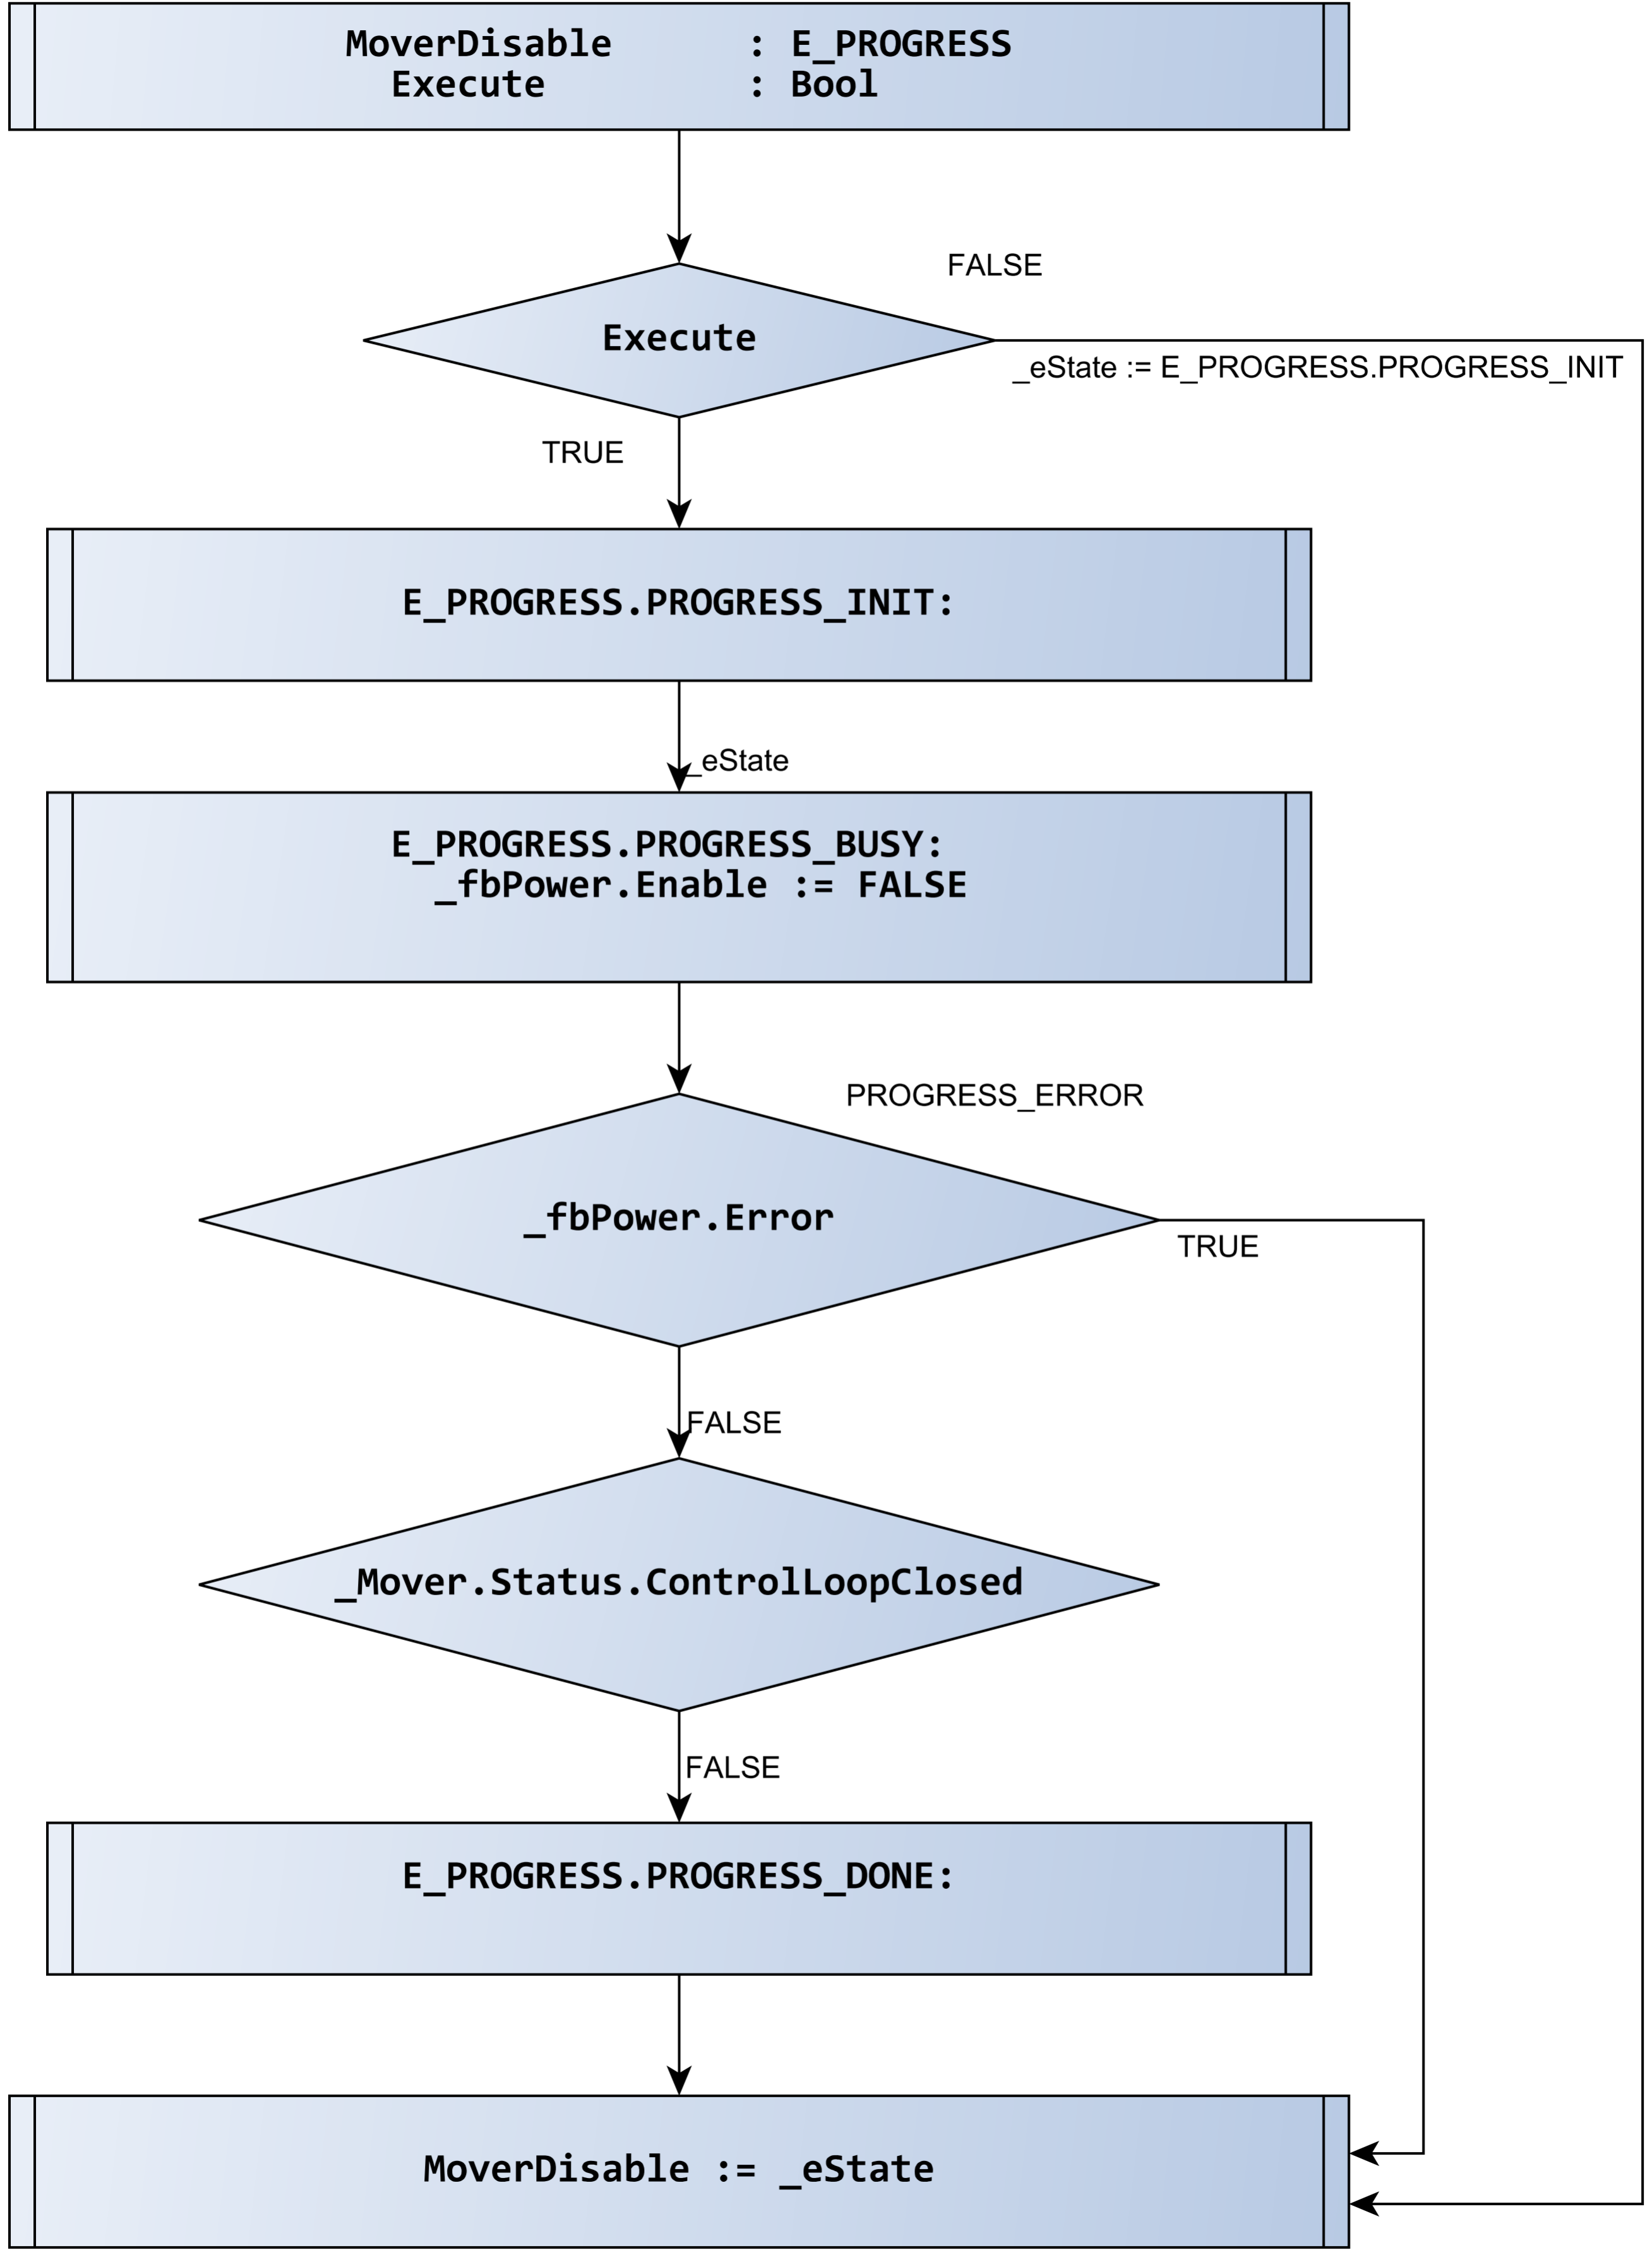 MoverDisable : E_PROGRESS
Execute : Bool
FALSE
Execute
_eState := E_PROGRESS.PROGRESS_INIT
TRUE
E_PROGRESS.PROGRESS_INIT:
_eState
E_PROGRESS.PROGRESS_BUSY:
_fbPower.Enable := FALSE
PROGRESS_ERROR
_fbPower.Error
TRUE
FALSE
_Mover.Status.ControlLoopClosed
FALSE
E_PROGRESS.PROGRESS_DONE:
MoverDisable := _eState